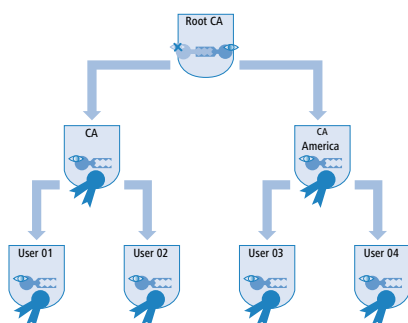 Root CA
CA
CA
America
User 01
User 02
User 03
User 04